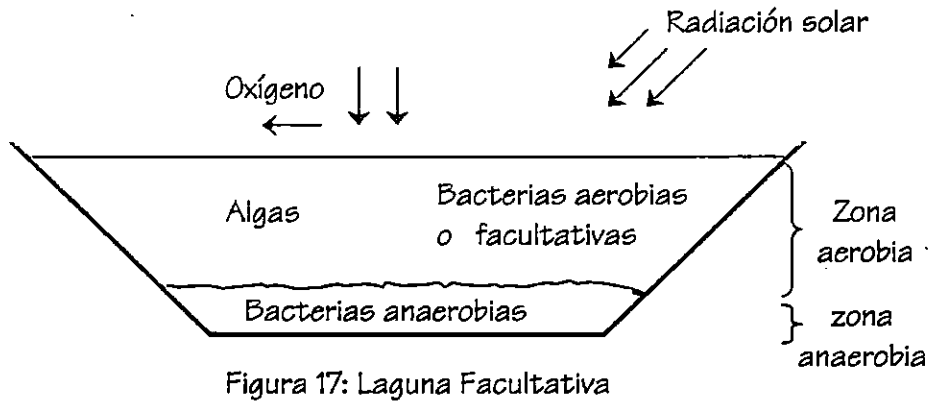 Radiación solar
Oxígeno
Algas
Bacterias aerobias
o facultativas
Zona
aerobia
Bacterias anaerobias
zona
anaerobia
Figura 17: Laguna Facultativa